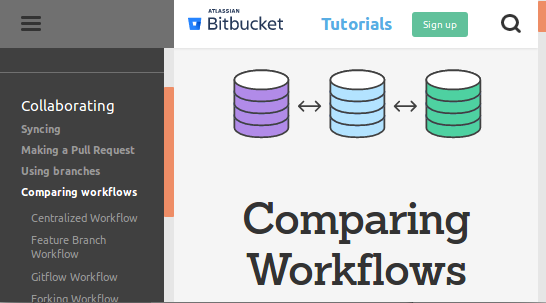 ATLASSIAN
Bitbucket
Tutorials
Sign up
Collaborating
Syncing
Making a Pull Request
Using branches
Comparing workflows
Centralized Workflow
Feature Branch
Workflow
Gitflow Workflow
Forking Workflow
Comparing
Workflows